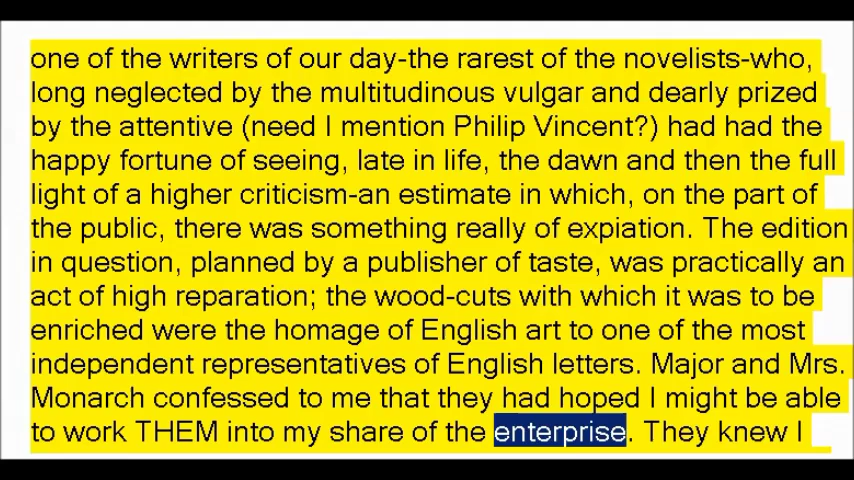 one of the writers of our day-the rarest of the novelists-who,
long neglected by the multitudinous vulgar and dearly prized
by the attentive (need I mention Philip Vincent?) had had the
happy fortune of seeing, late in life, the dawn and then the full
light of a higher criticism-an estimate in which, on the part of
the public, there was something really of expiation. The edition
in question, planned by a publisher of taste, was practically an
act of high reparation; the wood-cuts with which it was to be
enriched were the homage of English art to one of the most
independent representatives of English letters. Major and Mrs.
Monarch confessed to me that they had hoped I might be able
to work THEM into my share of the enterprise. They knew I